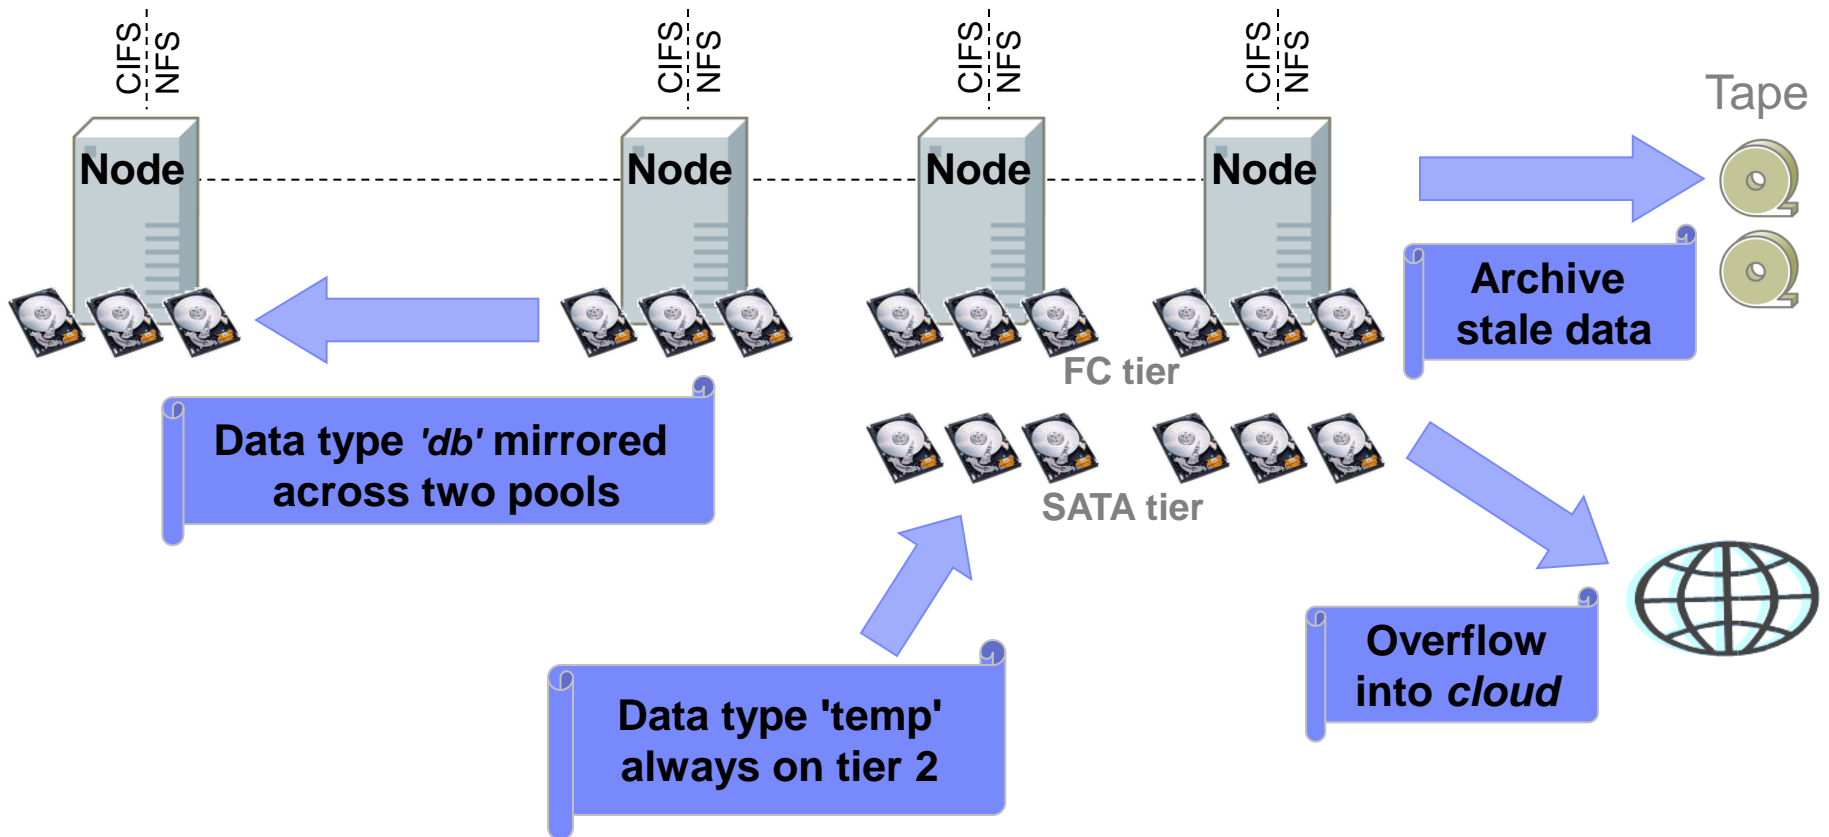 CIFS
NFS
CIFS
NFS
CIFS
NFS
CIFS
NFS
Tape
Node
Node
Node
Node
Archive
stale data
FC tier
Data type 'db' mirrored
across two pools
SATA tier
Overflow
into cloud
Data type 'temp'
always on tier 2